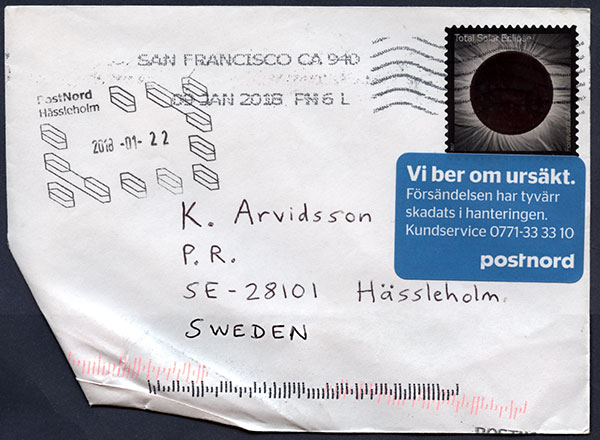 SAN FRANCISCO CA 940
09 JAN 2018 PM 6 L
Total Solar Eclipse
PostNord
Hässleholm
2018 -01- 22
Vi ber om ursäkt.
Försändelsen har tyvärr
skadats i hanteringen.
Kundservice 0771-33 33 10
postnord
K. Arvidsson
P.R.
SE-28101 Hässleholm
SWEDEN